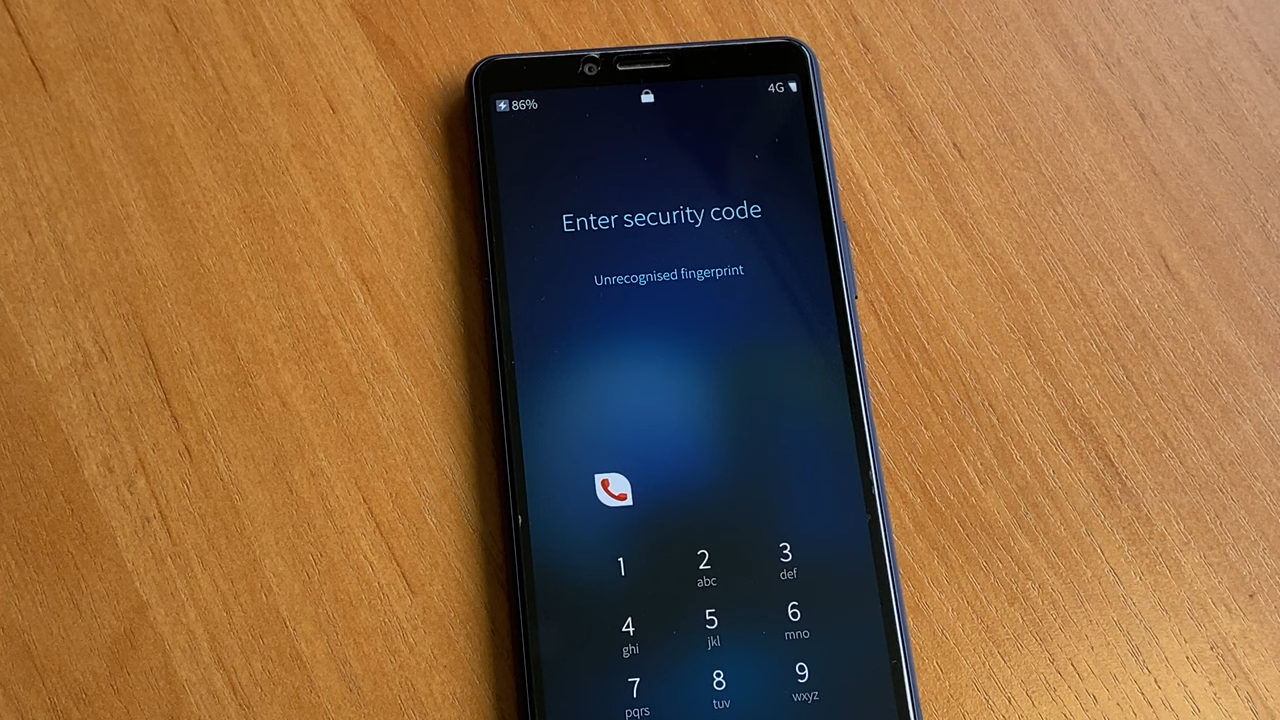 86%
4G
Enter security code
Unrecognised fingerprint
1 2 3
abc def
4 5 6
ghi jkl mno
7 8 9
pqrs tuv wxyz